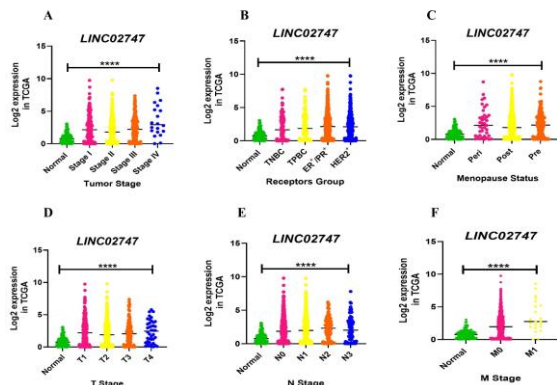 A
LINC02747
****
Log2 expression
in TCGA
15
10
5
0
Normal
Stage I
Stage II
Stage III
Stage IV
Tumor Stage
B
LINC02747
****
Log2 expression
in TCGA
15
10
5
0
Normal
TNBC
TPBC
ER⁺/PR⁺
HER2⁺
Receptors Group
C
LINC02747
****
Log2 expression
in TCGA
15
10
5
0
Normal
Peri
Post
Pre
Menopause Status
D
LINC02747
****
Log2 expression
in TCGA
15
10
5
0
Normal
T1
T2
T3
T4
T Stage
E
LINC02747
****
Log2 expression
in TCGA
15
10
5
0
Normal
N0
N1
N2
N3
N Stage
F
LINC02747
****
Log2 expression
in TCGA
15
10
5
0
Normal
M0
M1
M Stage